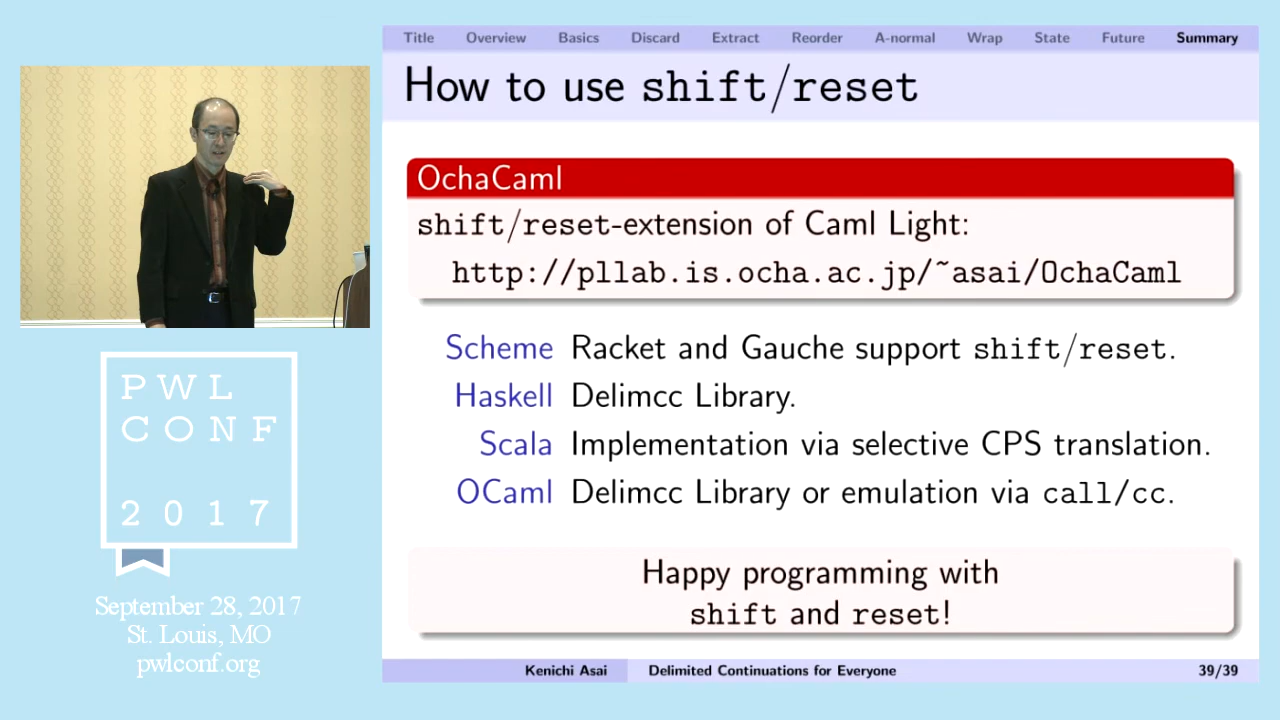 Title Overview Basics Discard Extract Reorder A-normal Wrap State Future Summary
How to use shift/reset
OchaCaml
shift/reset-extension of Caml Light:
http://pllab.is.ocha.ac.jp/~asai/OchaCaml
Scheme Racket and Gauche support shift/reset.
Haskell Delimcc Library.
Scala Implementation via selective CPS translation.
OCaml Delimcc Library or emulation via call/cc.
Happy programming with
shift and reset!
Kenichi Asai Delimited Continuations for Everyone 39/39
PWL
CONF
2017
September 28, 2017
St. Louis, MO
pwlconf.org